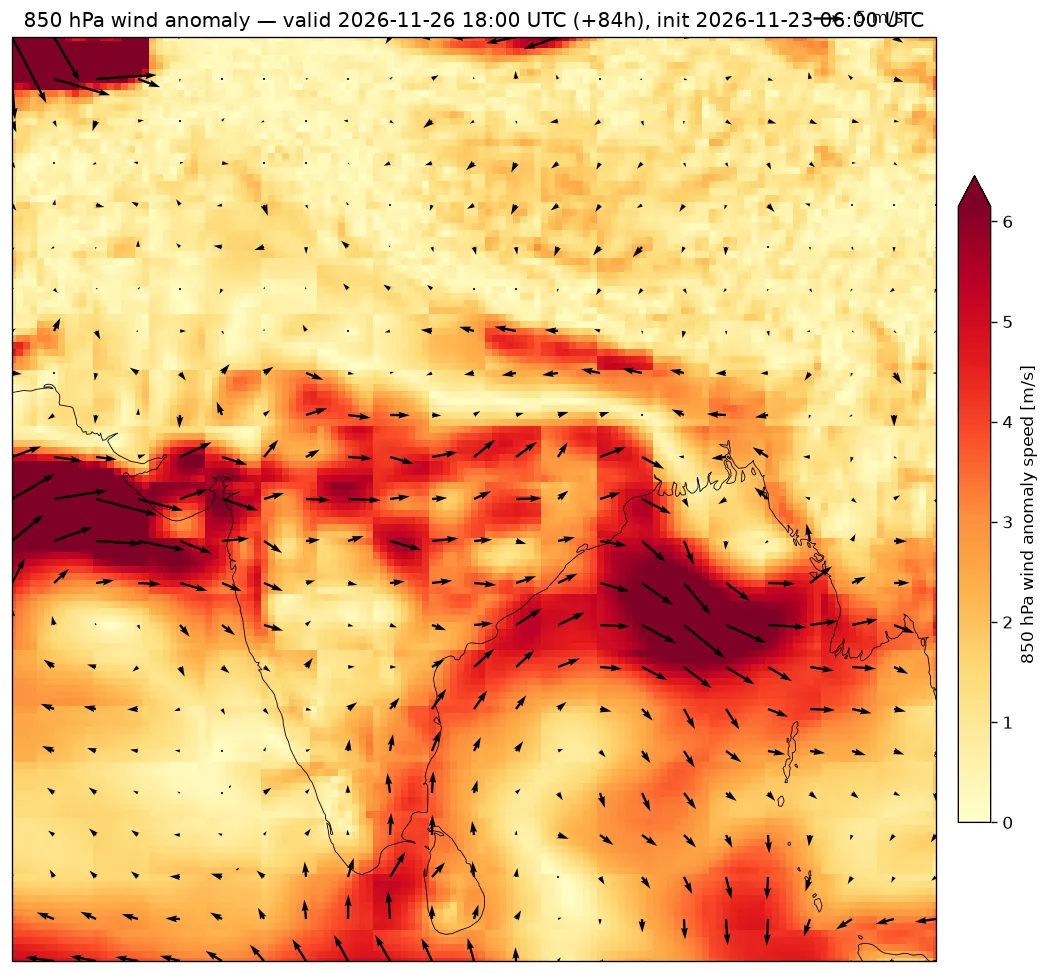 850 hPa wind anomaly — valid 2026-11-26 18:00 UTC (+84h), init 2026-11-23 06:00 UTC
5 m/s
6
5
4
3
2
1
0
850 hPa wind anomaly speed [m/s]